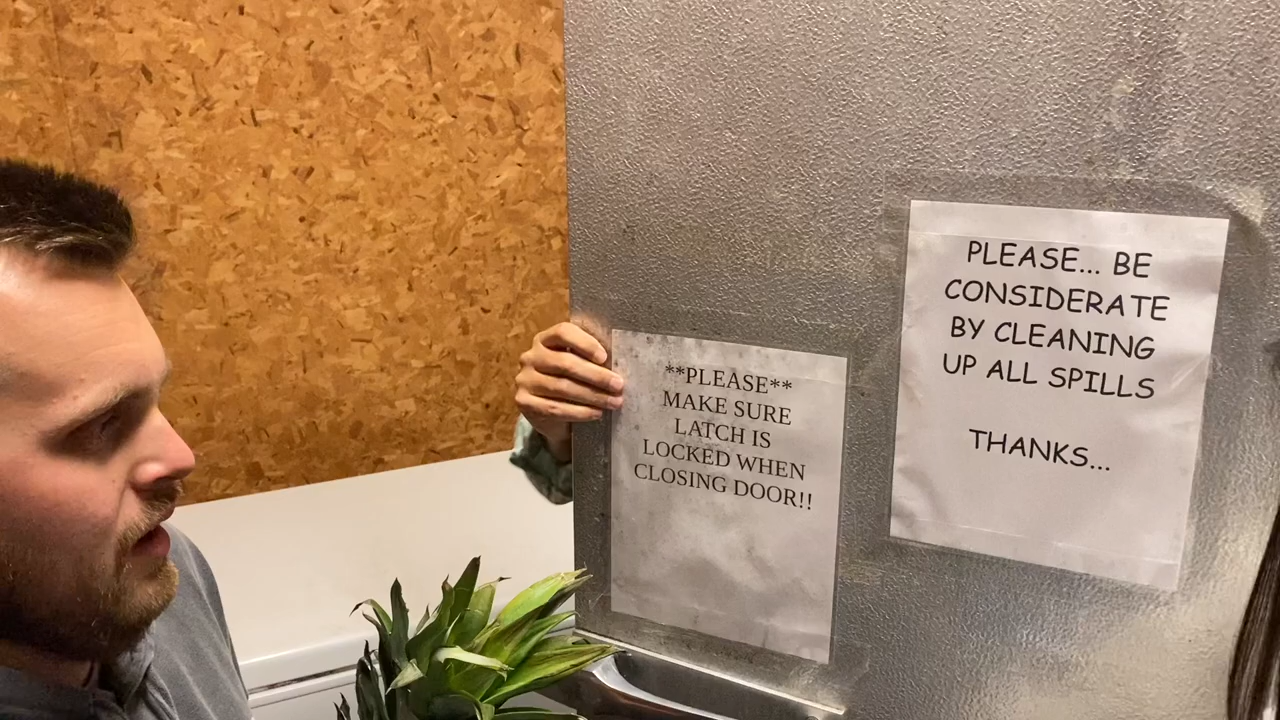 **PLEASE**
MAKE SURE
LATCH IS
LOCKED WHEN
CLOSING DOOR!!
PLEASE... BE
CONSIDERATE
BY CLEANING
UP ALL SPILLS
THANKS...